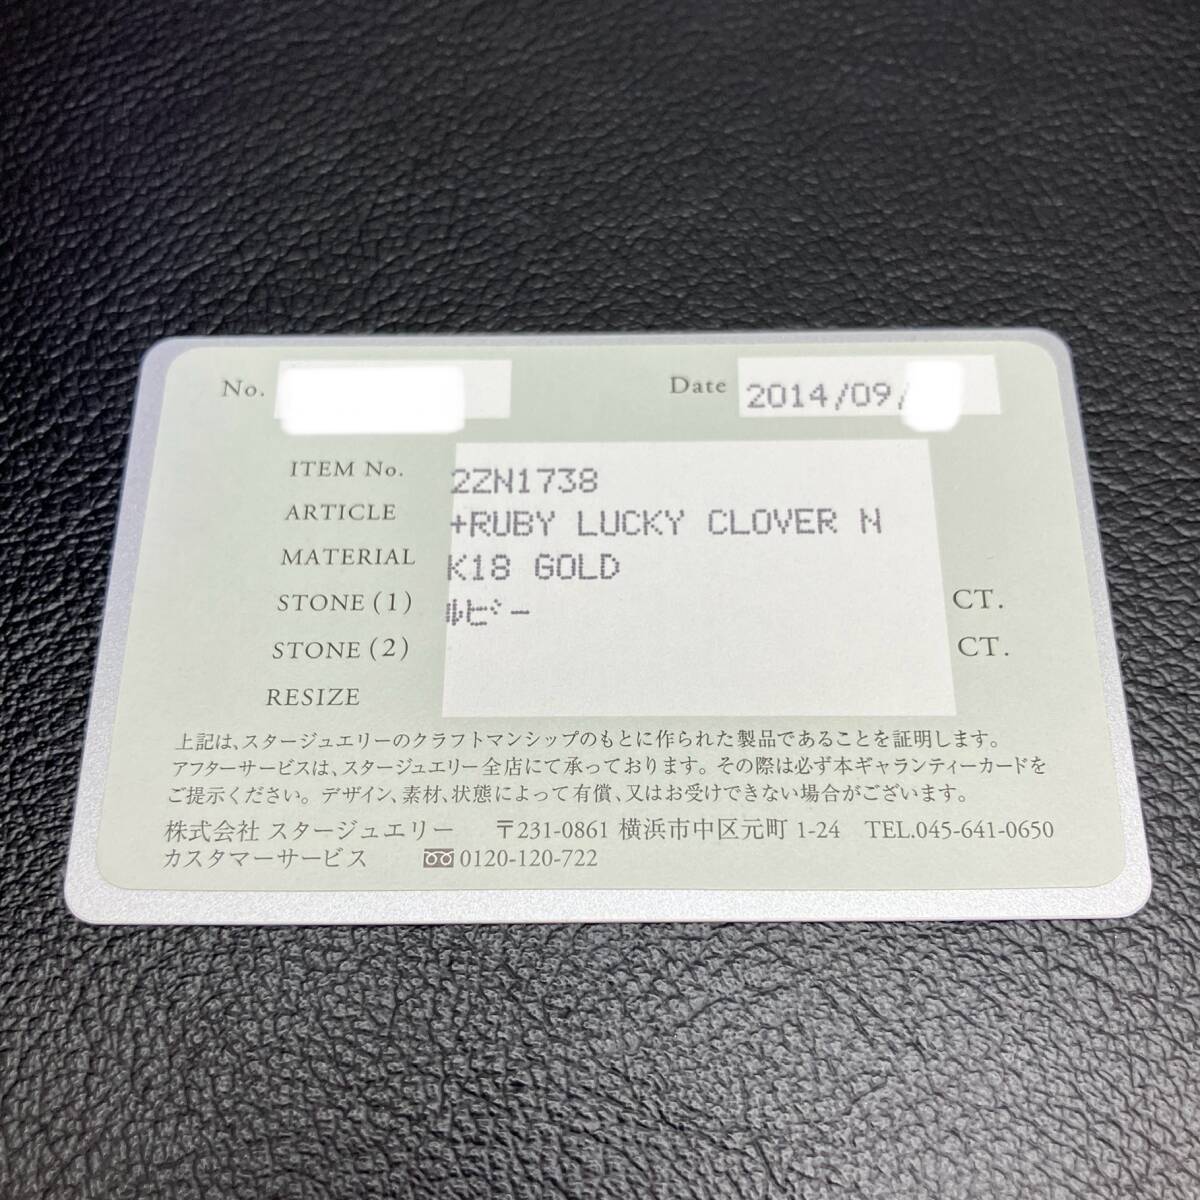 No. Date 2014/09/
ITEM No. 2ZN1738
ARTICLE +RUBY LUCKY CLOVER N
MATERIAL K18 GOLD
STONE (1) ﾙﾋﾞｰ CT.
STONE (2) CT.
RESIZE
上記は、スタージュエリーのクラフトマンシップのもとに作られた製品であることを証明します。
アフターサービスは、スタージュエリー全店にて承っております。その際は必ず本ギャランティーカードを
ご提示ください。デザイン、素材、状態によって有償、又はお受けできない場合がございます。
株式会社 スタージュエリー 〒231-0861 横浜市中区元町 1-24 TEL.045-641-0650
カスタマーサービス 0120-120-722